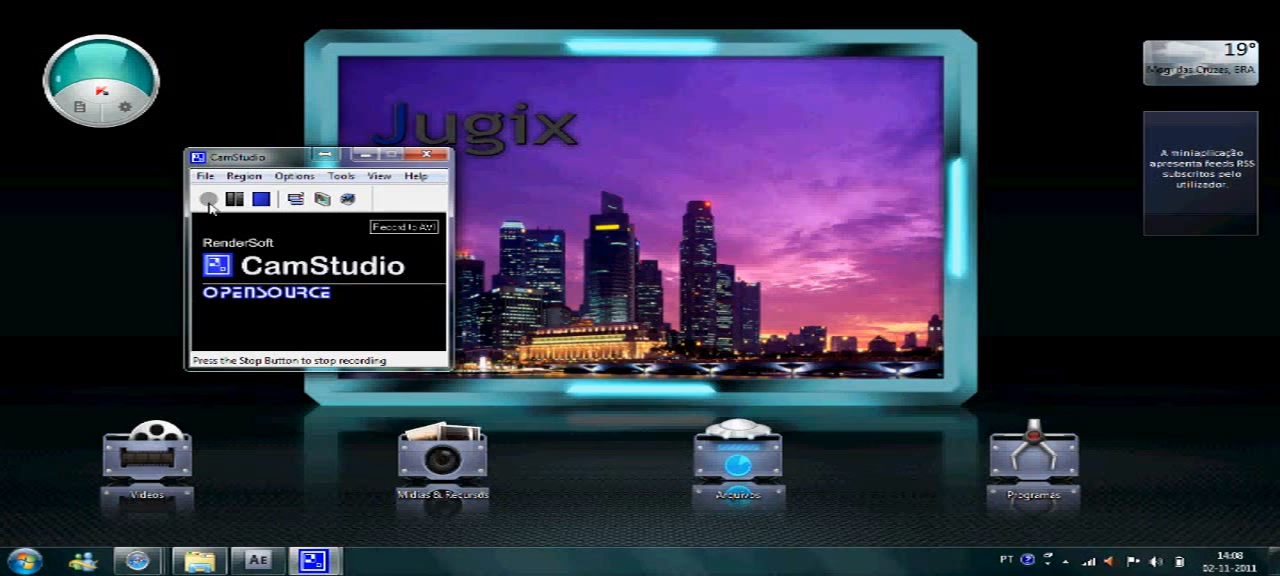 19°
Mogi das Cruzes, BRA
A miniaplicação
apresenta feeds RSS
subscritos pelo
utilizador.
Jugix
CamStudio
File Region Options Tools View Help
Record to AVI
RenderSoft
CamStudio
OPENSOURCE
Press the Stop Button to stop recording
Videos
Midias & Recursos
Arquivos
Programas
AE
PT
14:08
02-11-2011